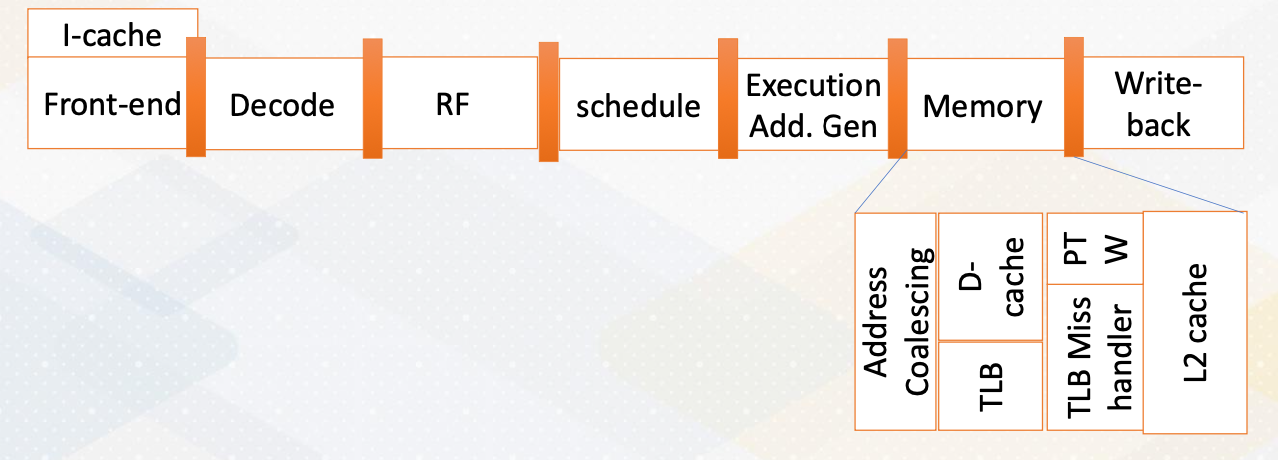 I-cache
Front-end
Decode
RF
schedule
Execution
Add. Gen
Memory
Write-
back
Address
Coalescing
D-
cache
TLB
PT
W
TLB Miss
handler
L2 cache